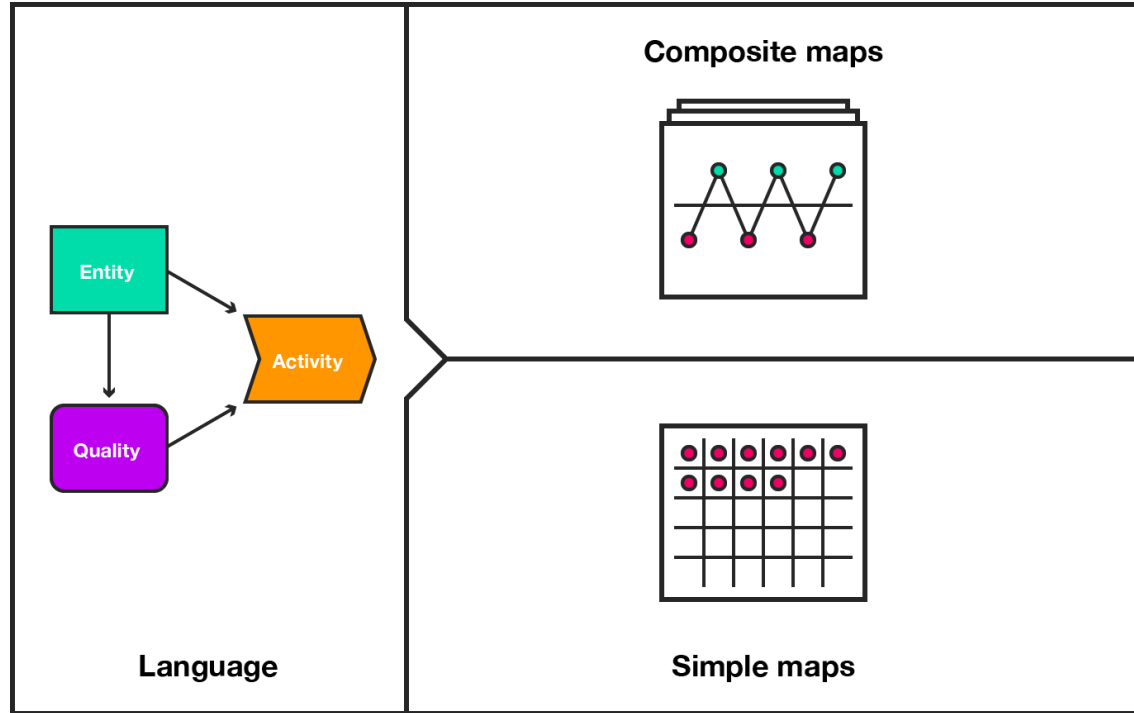 Composite maps
Entity
Activity
Quality
Language
Simple maps